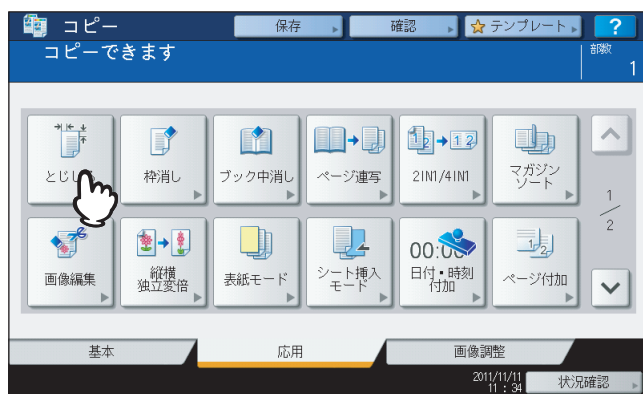 コピー
保存
確認
テンプレート
?
コピーできます
部数
1
とじし
枠消し
ブック中消し
ページ連写
2IN1/4IN1
マガジン
ソート
1
2
画像編集
縦横
独立変倍
表紙モード
シート挿入
モード
00:00
日付・時刻
付加
ページ付加
基本
応用
画像調整
2011/11/11
11 : 34
状況確認